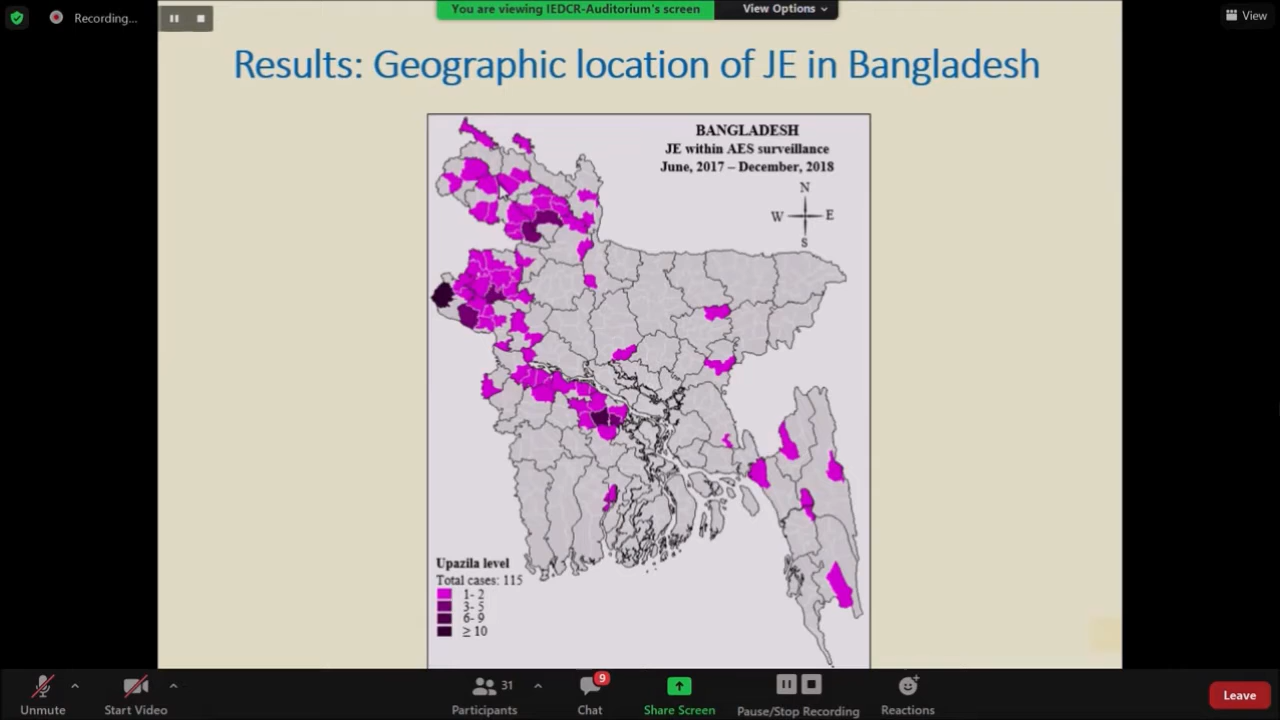 Recording...
You are viewing IEDCR-Auditorium's screen
View Options
View
Results: Geographic location of JE in Bangladesh
BANGLADESH
JE within AES surveillance
June, 2017 – December, 2018
N
W E
S
Upazila level
Total cases: 115
1- 2
3- 5
6- 9
≥ 10
Unmute
Start Video
31
Participants
9
Chat
Share Screen
Pause/Stop Recording
Reactions
Leave